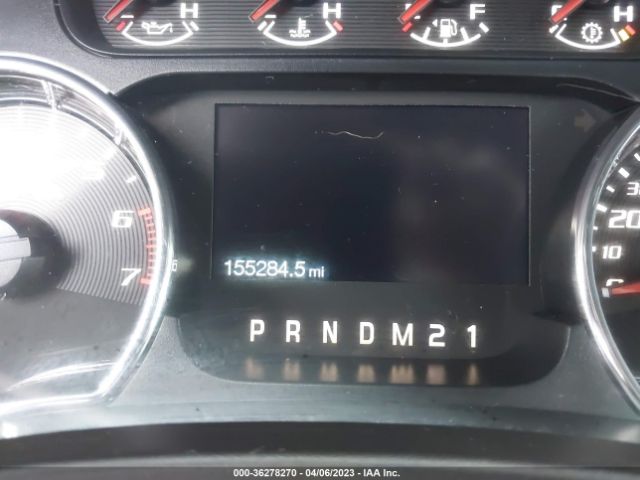 H H F H
6
7
20
10
155284.5 mi
P R N D M 2 1
000-36278270 - 04/06/2023 - IAA Inc.